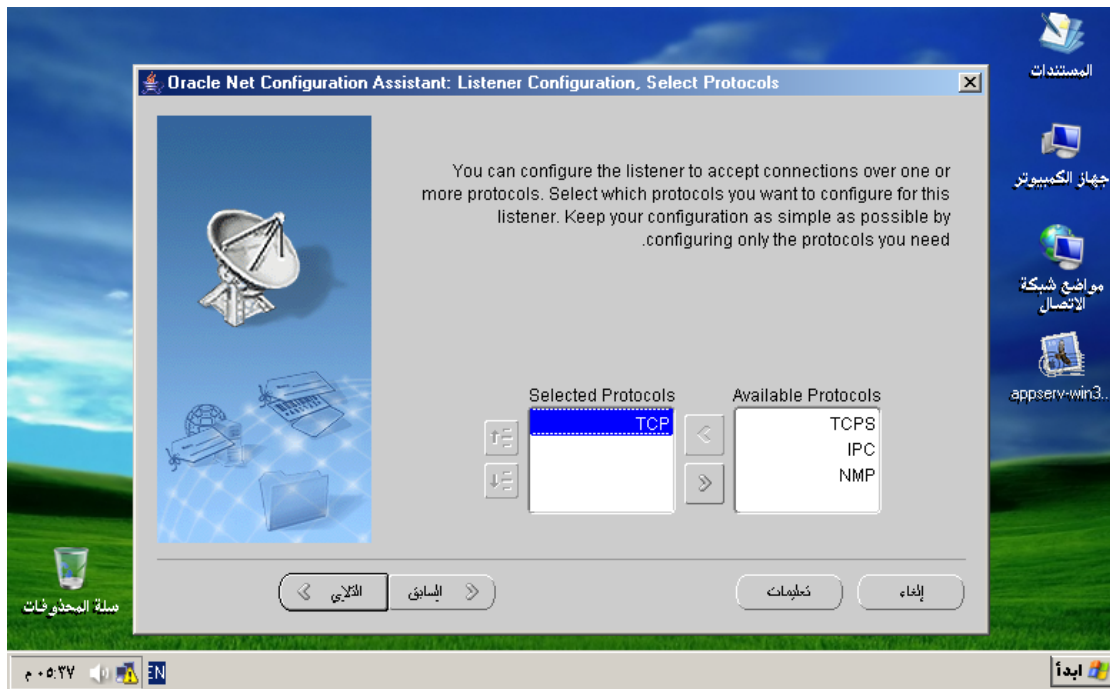 المستندات
Oracle Net Configuration Assistant: Listener Configuration, Select Protocols
You can configure the listener to accept connections over one or
more protocols. Select which protocols you want to configure for this
listener. Keep your configuration as simple as possible by
.configuring only the protocols you need
جهاز الكمبيوتر
مواضع شبكة
الاتصال
appserv-win3..
Selected Protocols
Available Protocols
TCP
TCPS
IPC
NMP
إلغاء
تعليمات
السابق
التالي
سلة المحذوفات
ابدأ
EN
٠٥:٣٧ م